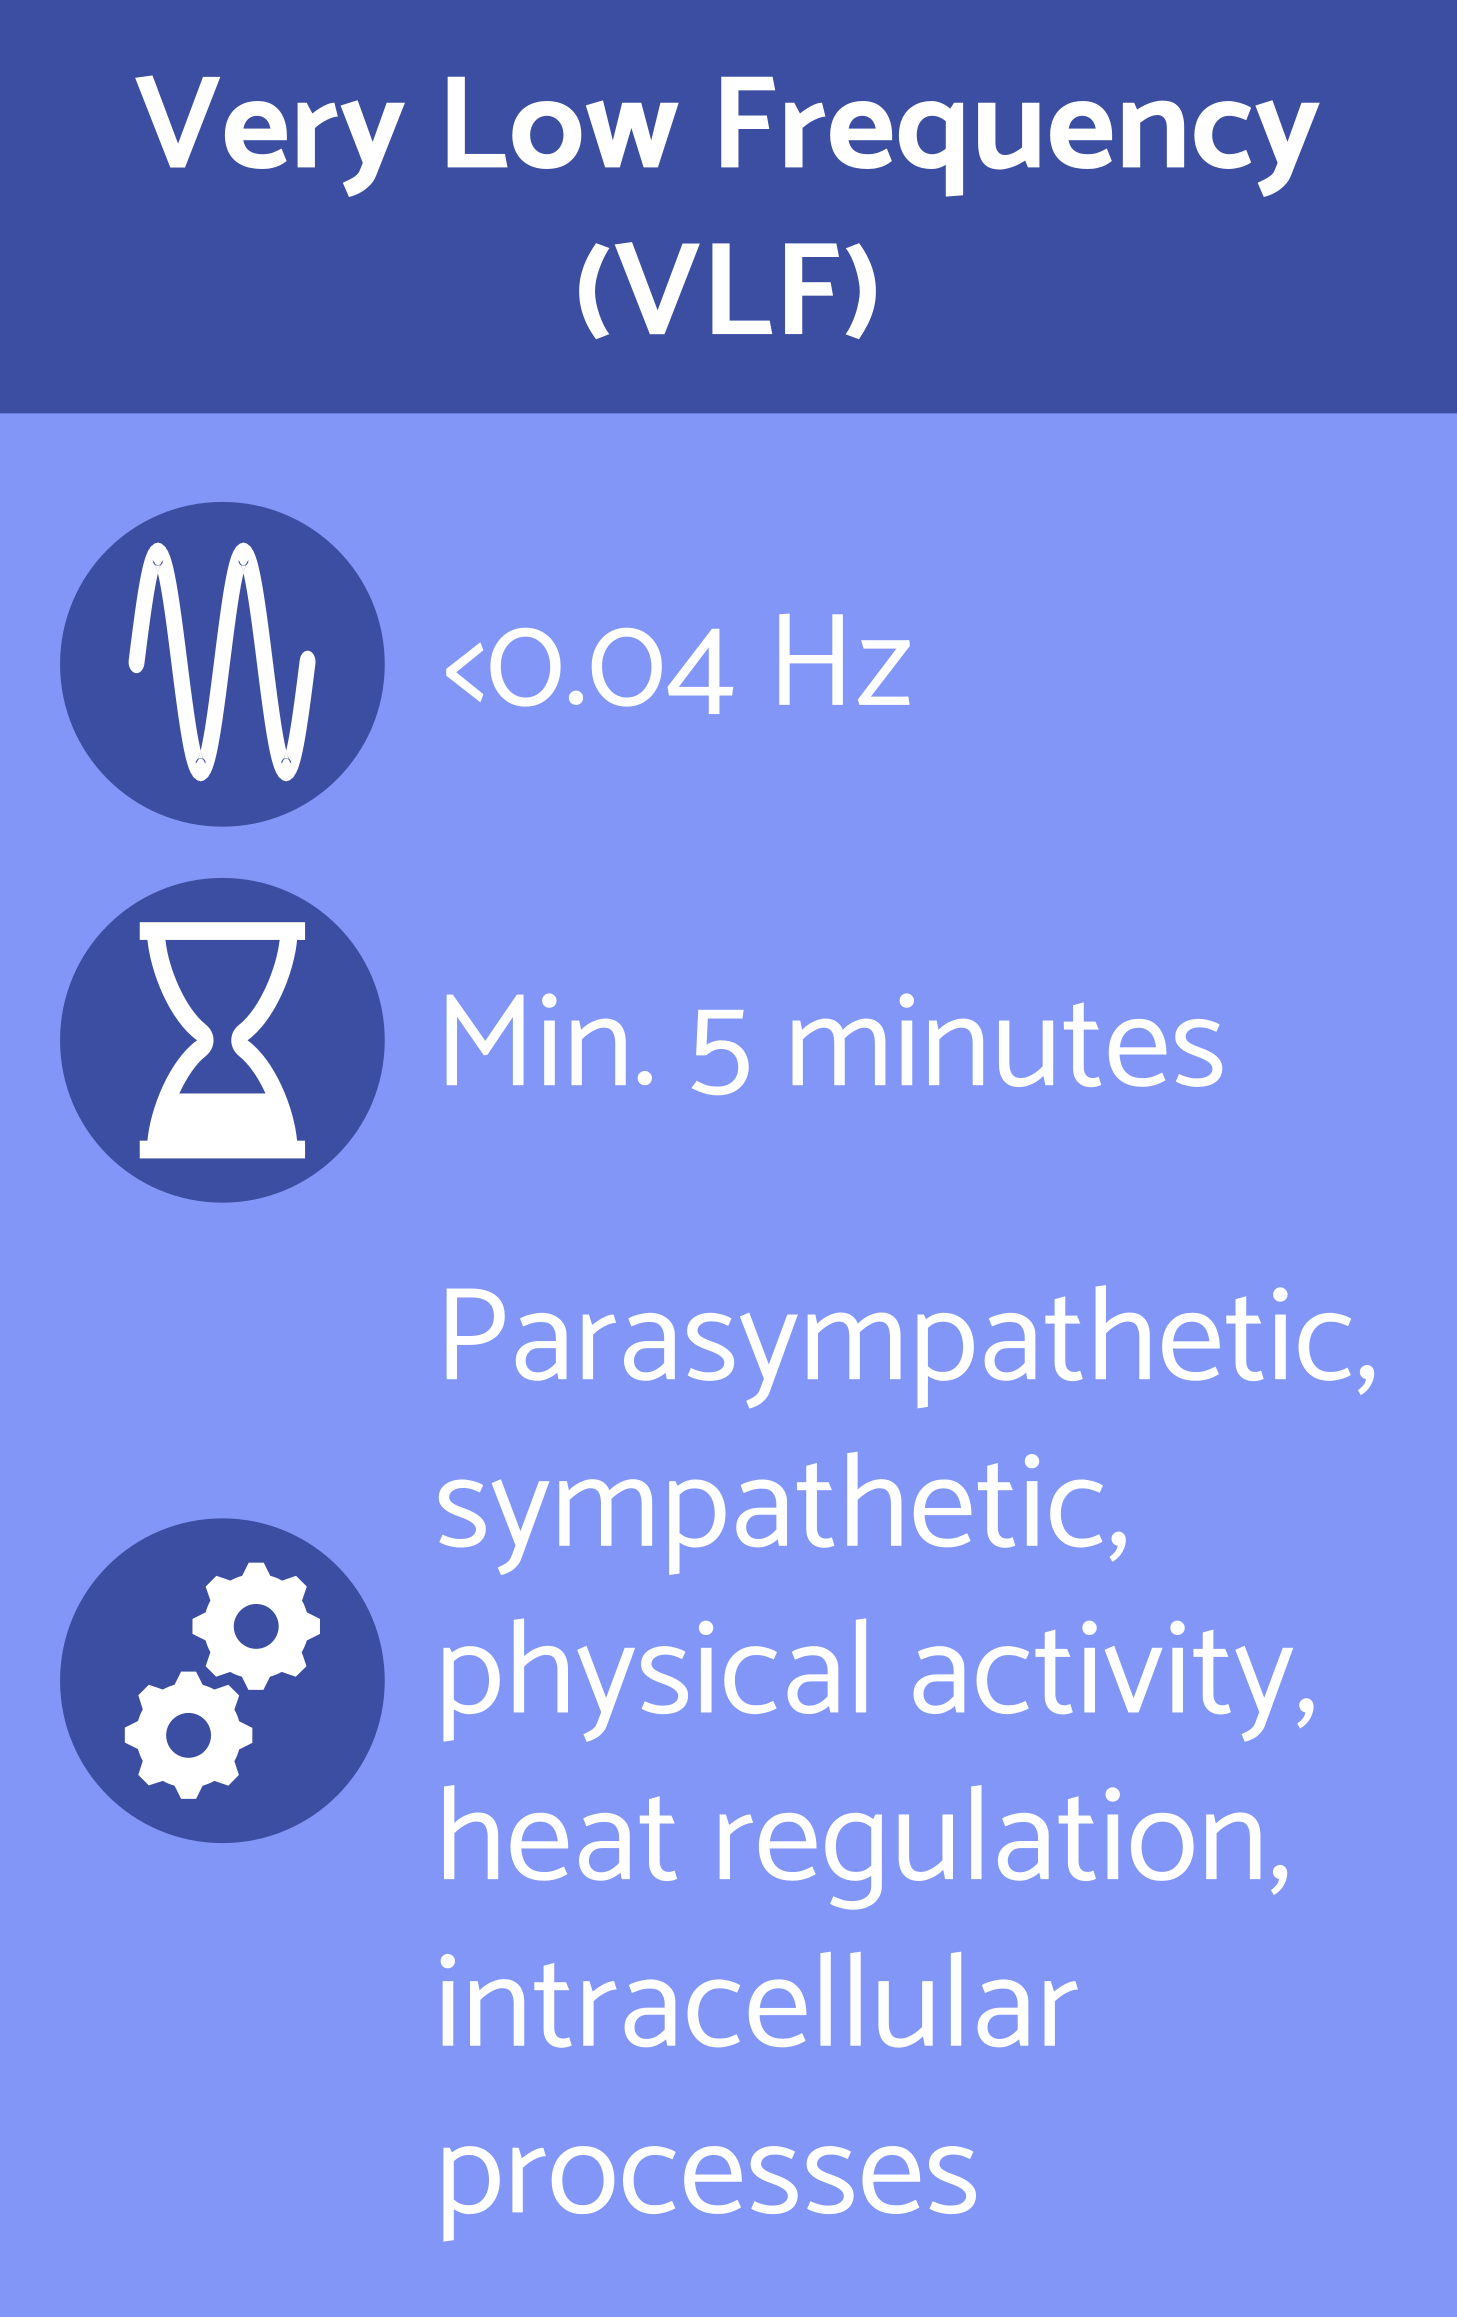 Very Low Frequency
(VLF)
<0.04 Hz
Min. 5 minutes
Parasympathetic,
sympathetic,
physical activity,
heat regulation,
intracellular
processes